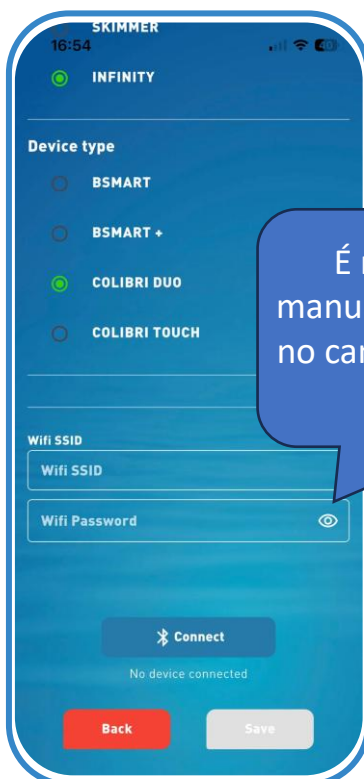 SKIMMER
16:54
INFINITY
Device type
BSMART
BSMART +
COLIBRI DUO
COLIBRI TOUCH
É
manu
no
Wifi SSID
Wifi SSID
Wifi Password
Connect
No device connected
Back
Save